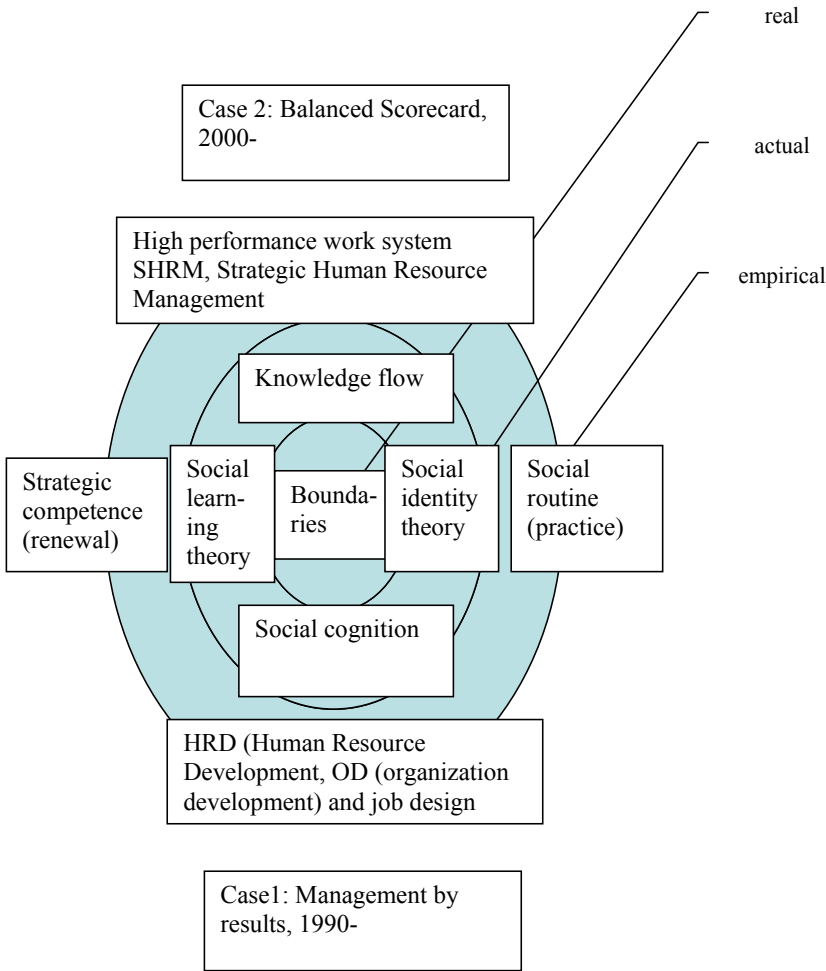 real
Case 2: Balanced Scorecard,
2000-
actual
High performance work system
SHRM, Strategic Human Resource
Management
empirical
Knowledge flow
Strategic
competence
(renewal)
Social
learn-
ing
theory
Bounda-
ries
Social
identity
theory
Social
routine
(practice)
Social cognition
HRD (Human Resource
Development, OD (organization
development) and job design
Case1: Management by
results, 1990-